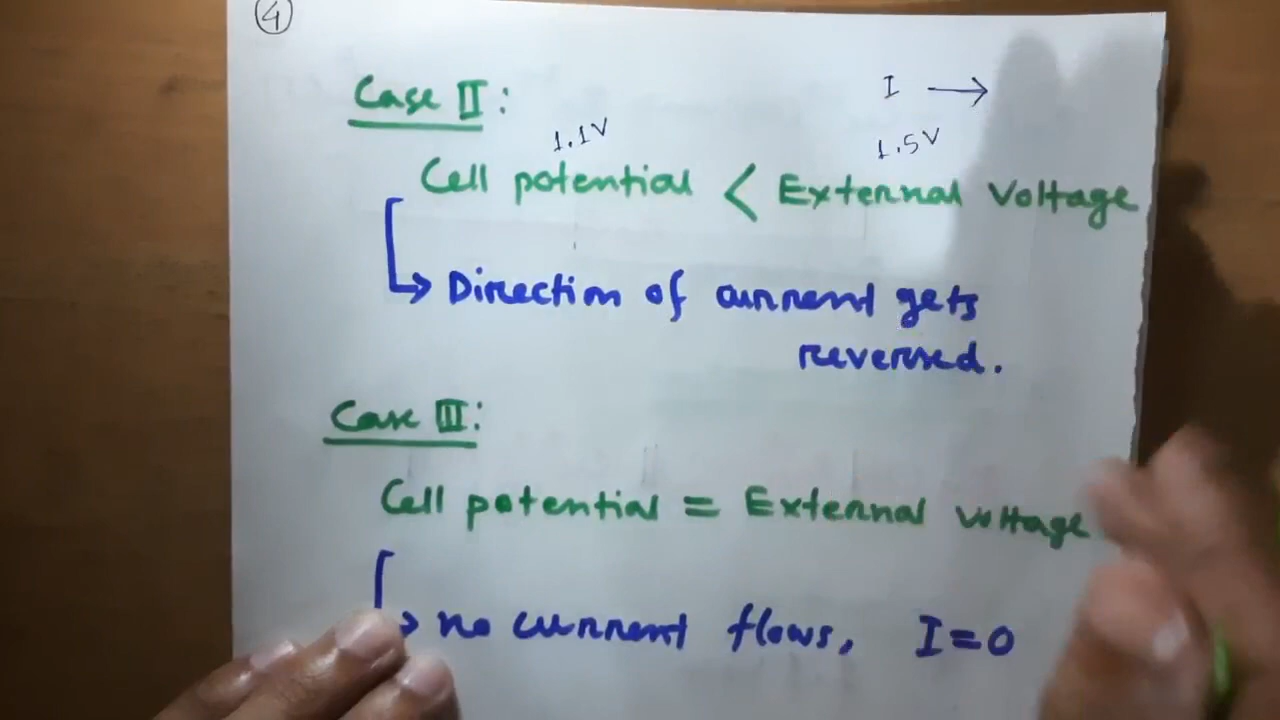 4
Case II:
I →
1.1V 1.5V
Cell potential < External Voltage
→ Direction of current gets
reversed.
Case III:
Cell potential = External voltage
→ no current flows, I=0